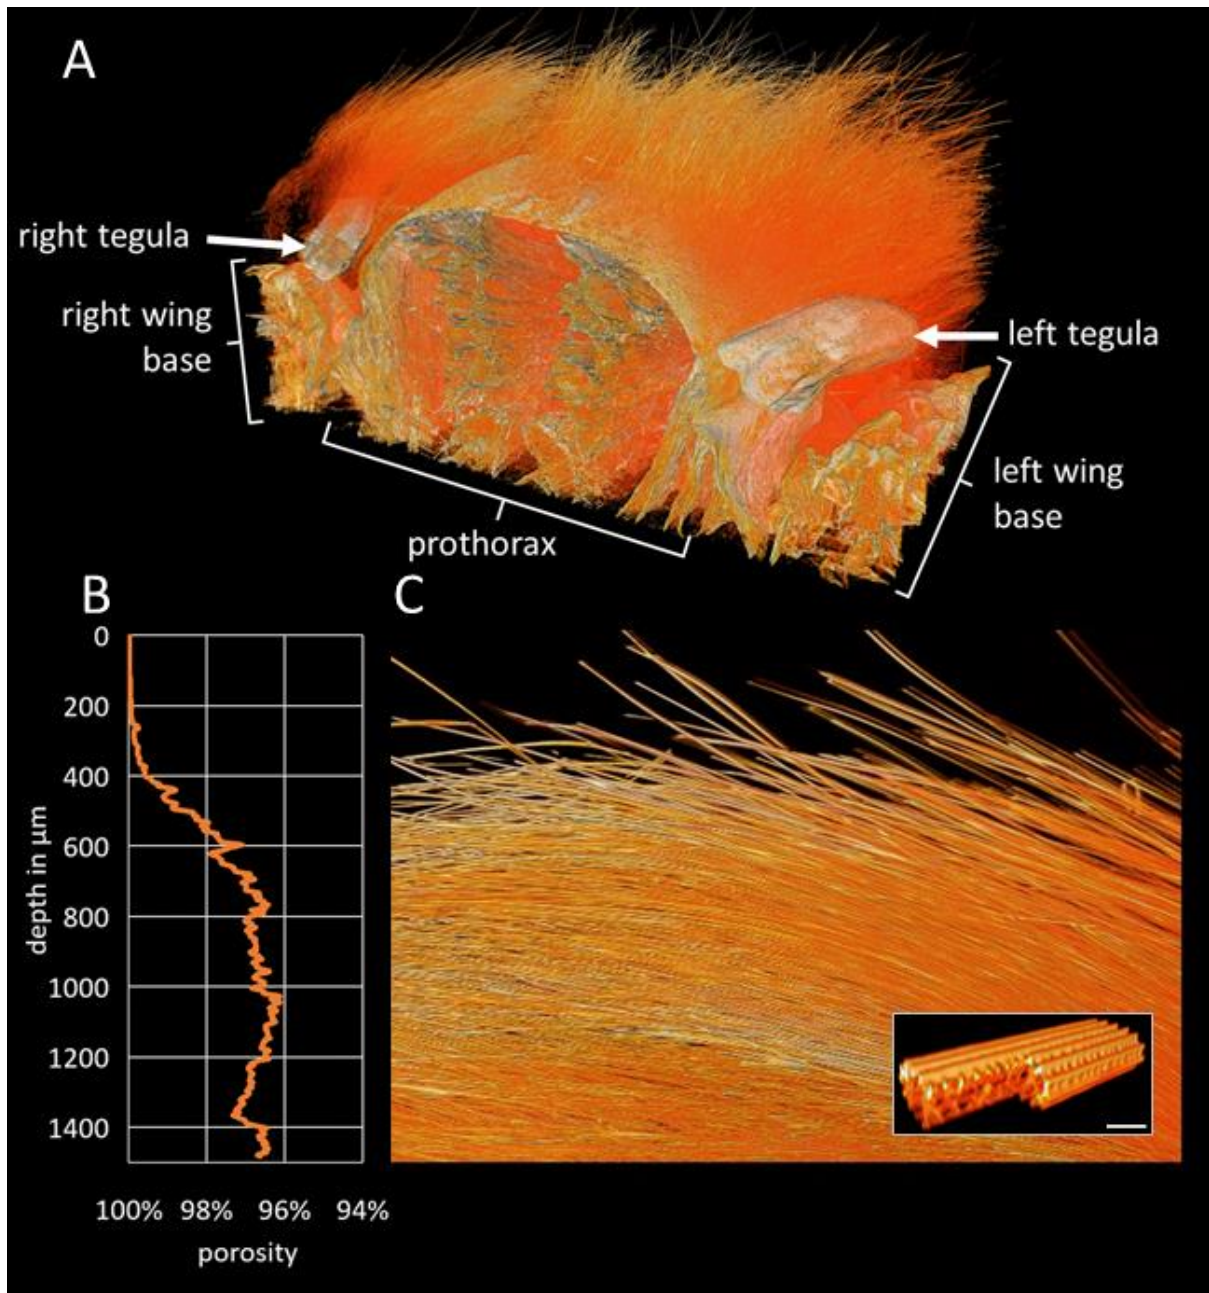 A
right tegula
right wing
base
left tegula
left wing
base
prothorax
B
0
200
400
600
800
1000
1200
1400
depth in µm
100% 98% 96% 94%
porosity
C